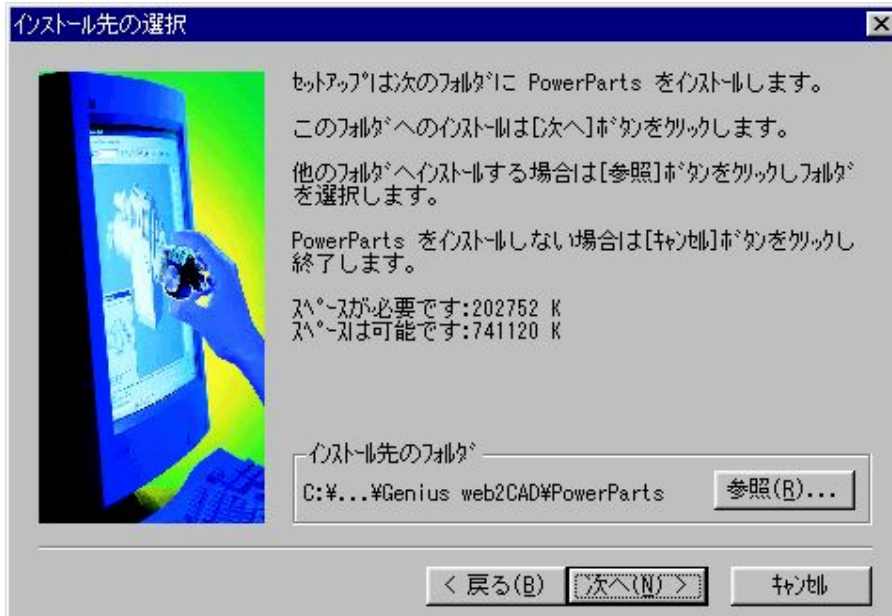 インストール先の選択
ｾｯﾄｱｯﾌﾟは次のﾌｫﾙﾀﾞに PowerParts をｲﾝｽﾄｰﾙします。
このﾌｫﾙﾀﾞへのｲﾝｽﾄｰﾙは[次へ]ﾎﾞﾀﾝをｸﾘｯｸします。
他のﾌｫﾙﾀﾞへｲﾝｽﾄｰﾙする場合は[参照]ﾎﾞﾀﾝをｸﾘｯｸしﾌｫﾙﾀﾞ
を選択します。
PowerParts をｲﾝｽﾄｰﾙしない場合は[ｷｬﾝｾﾙ]ﾎﾞﾀﾝをｸﾘｯｸし
終了します。
ｽﾍﾟｰｽが必要です:202752 K
ｽﾍﾟｰｽは可能です:741120 K
ｲﾝｽﾄｰﾙ先のﾌｫﾙﾀﾞ
C:¥...¥Genius web2CAD¥PowerParts 参照(R)...
< 戻る(B) 次へ(N) > ｷｬﾝｾﾙ